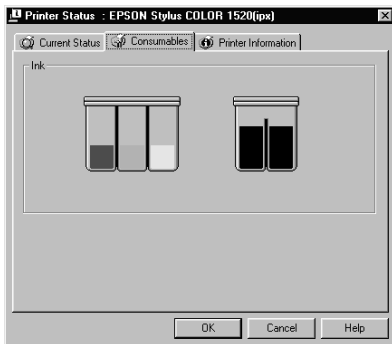 Printer Status : EPSON Stylus COLOR 1520(ipx)
Current Status Consumables Printer Information
Ink
OK Cancel Help